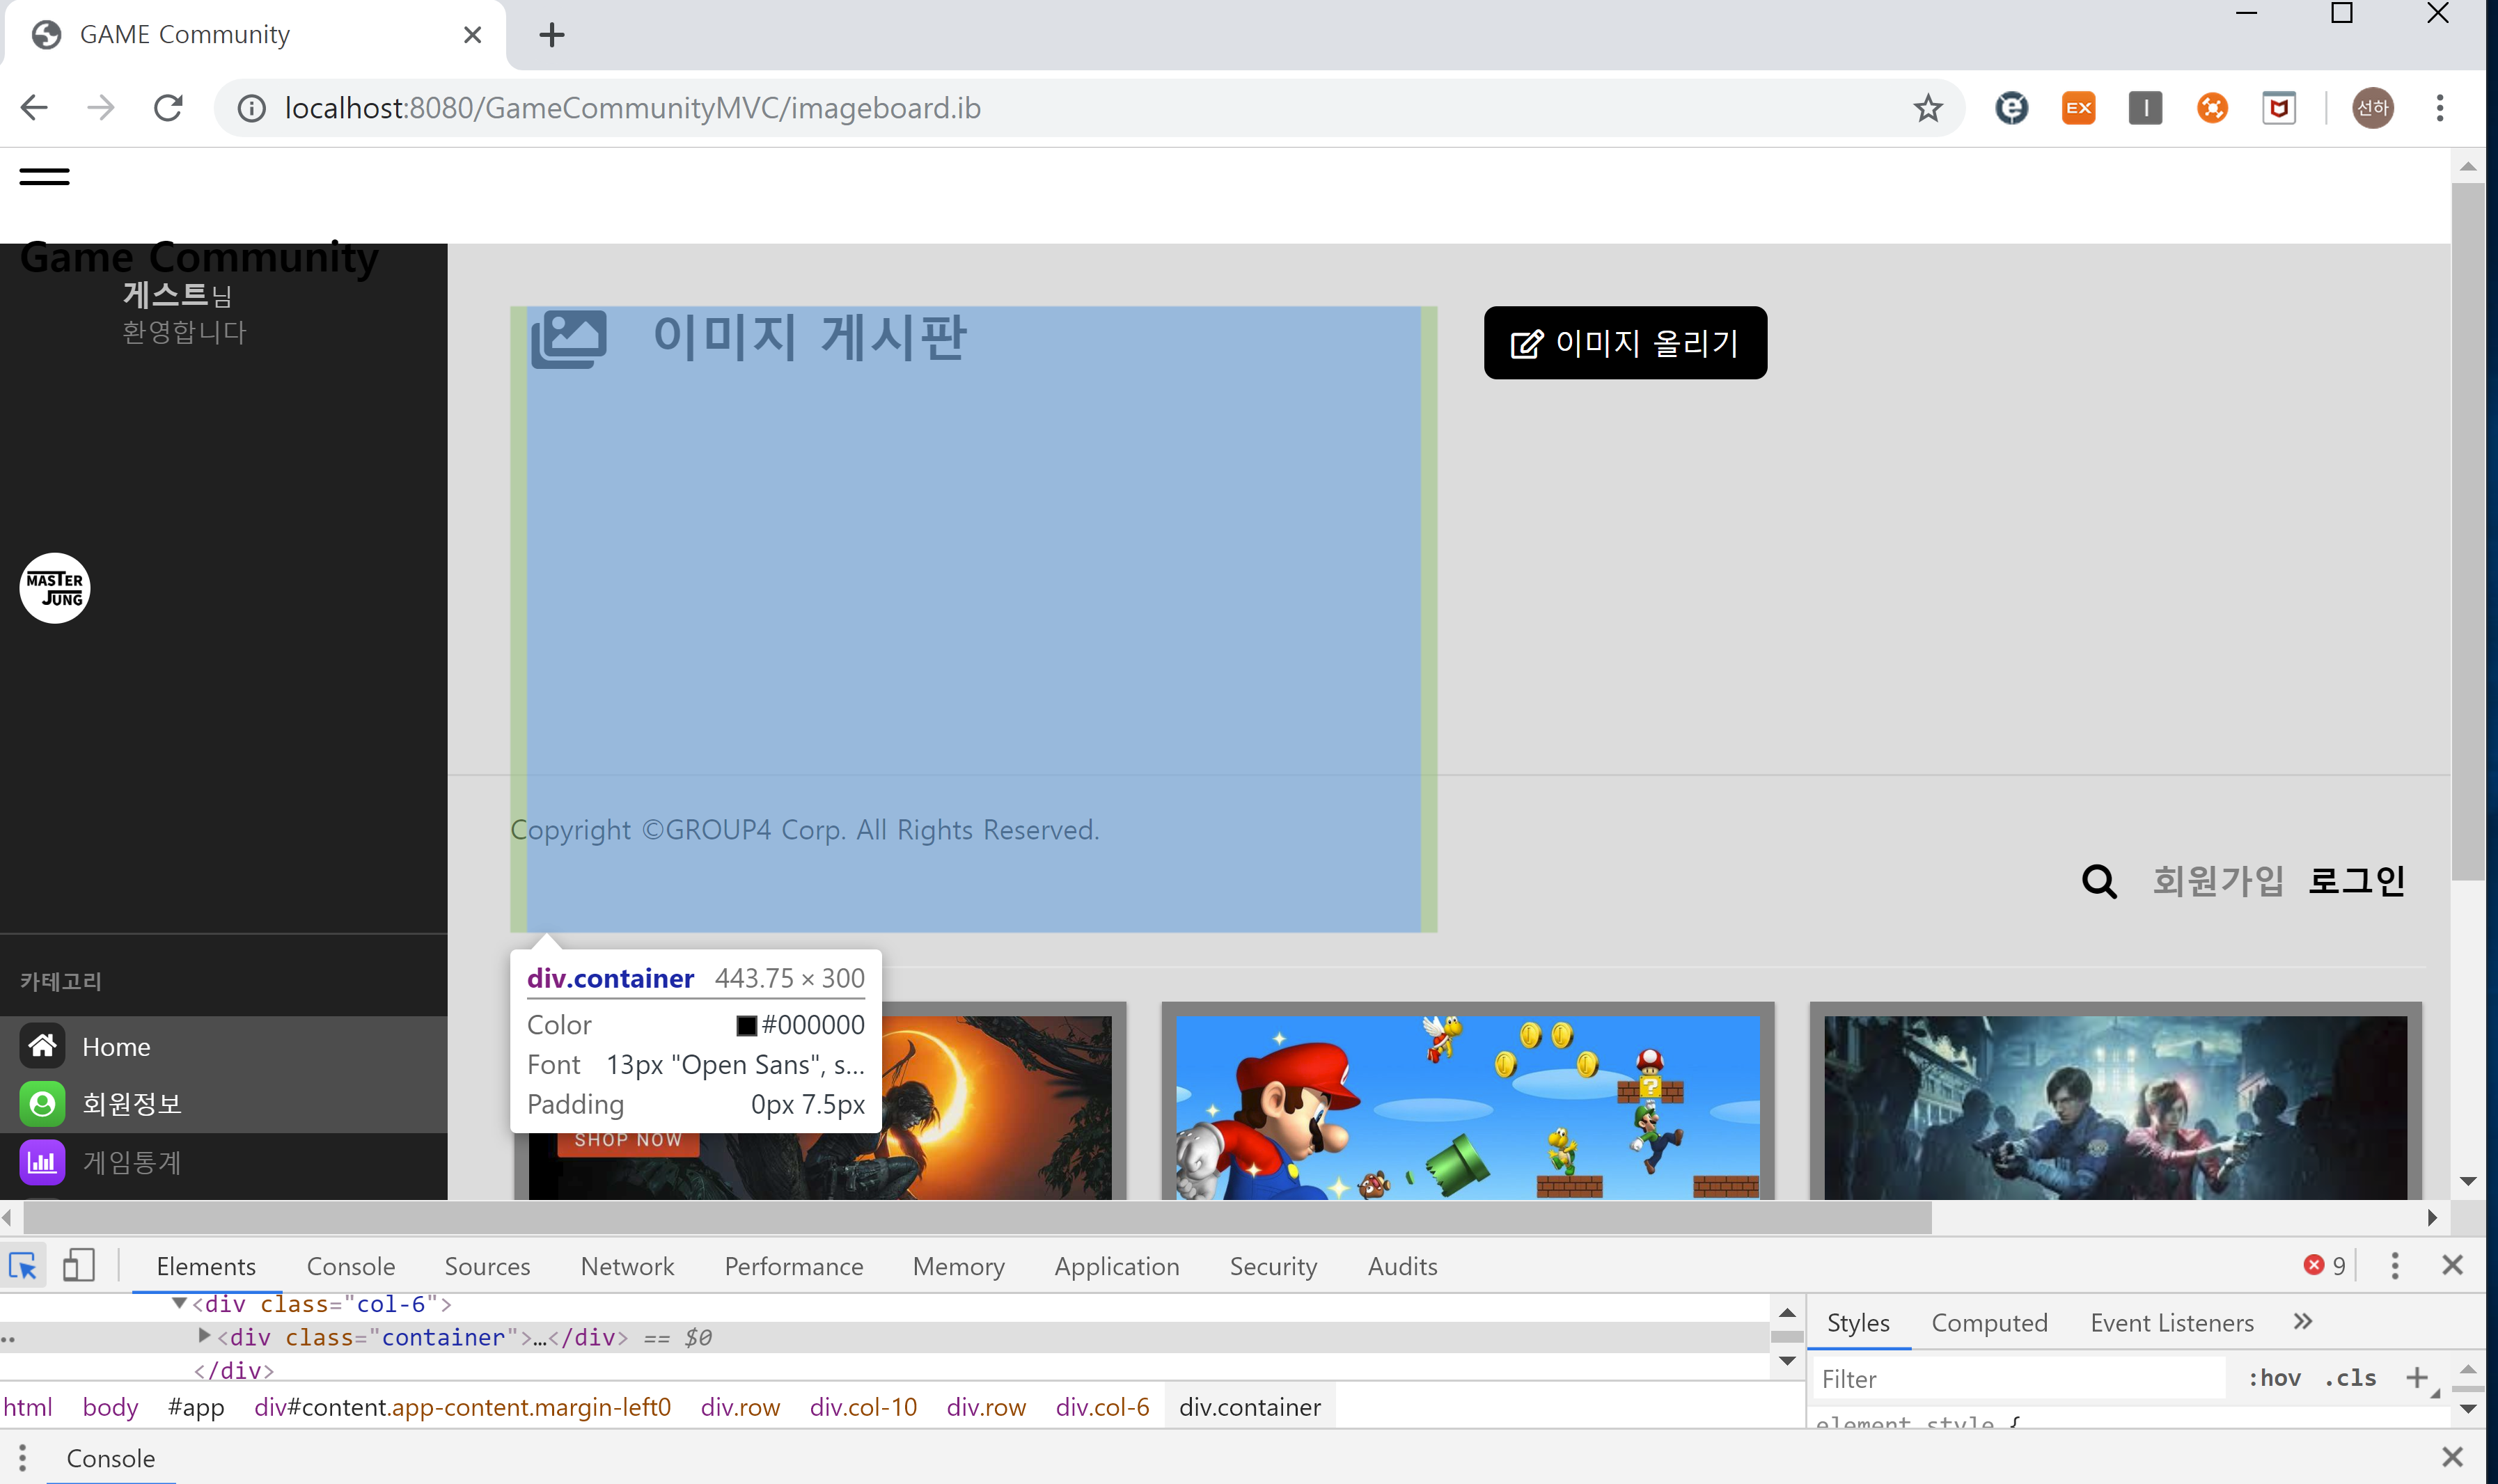 GAME Community
localhost:8080/GameCommunityMVC/imageboard.ib
EX
I
선하
Game Community
게스트님
환영합니다
이미지 게시판
이미지 올리기
MASTER
JUNG
Copyright ©GROUP4 Corp. All Rights Reserved.
회원가입 로그인
카테고리
Home
회원정보
게임통계
div.container 443.75 × 300
Color #000000
Font 13px "Open Sans", s...
Padding 0px 7.5px
SHOP NOW
?
Elements Console Sources Network Performance Memory Application Security Audits 9
<div class="col-6">
<div class="container">…</div> == $0
</div>
html body #app div#content.app-content.margin-left0 div.row div.col-10 div.row div.col-6 div.container
Styles Computed Event Listeners »
Filter :hov .cls +
element.style {
Console